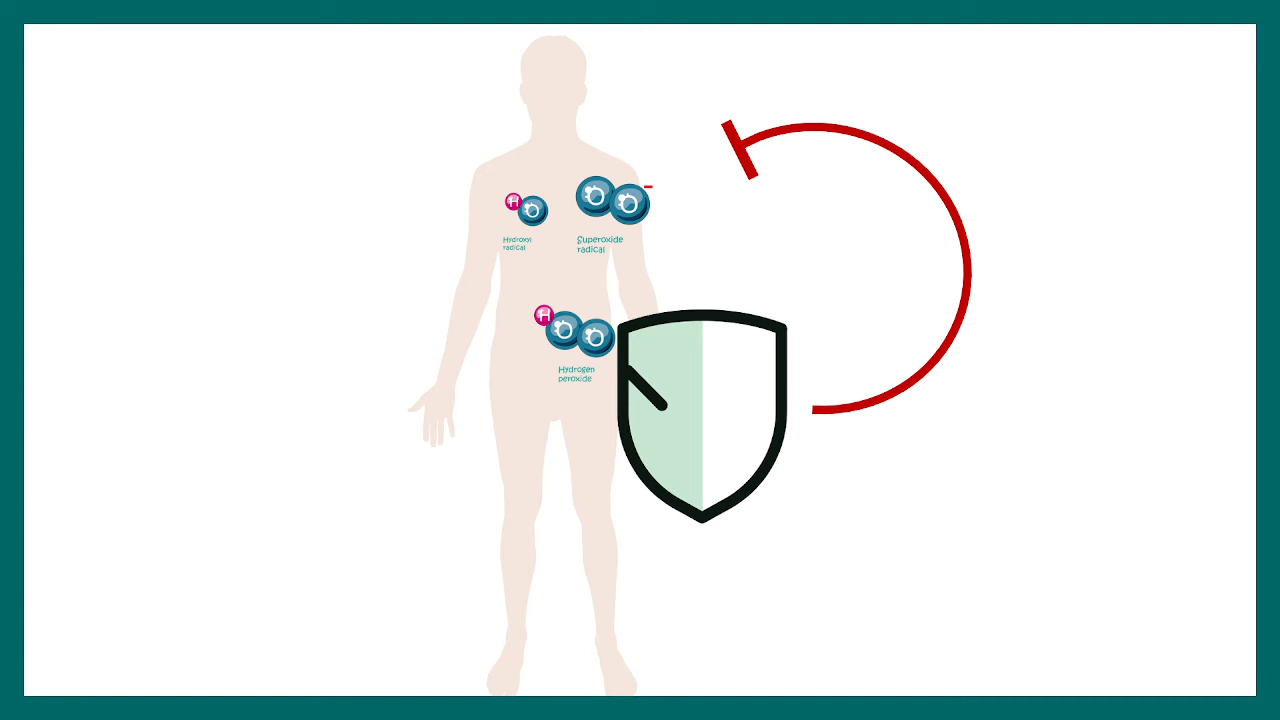 H O
O O -
Hydroxyl
radical
Superoxide
radical
H O O
Hydrogen
peroxide